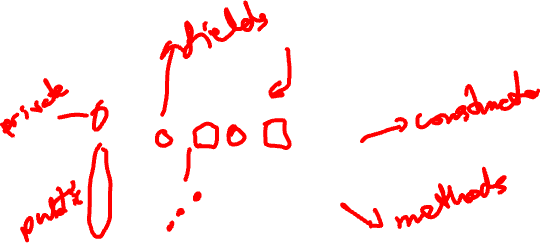 fields
private
constructor
public
methods